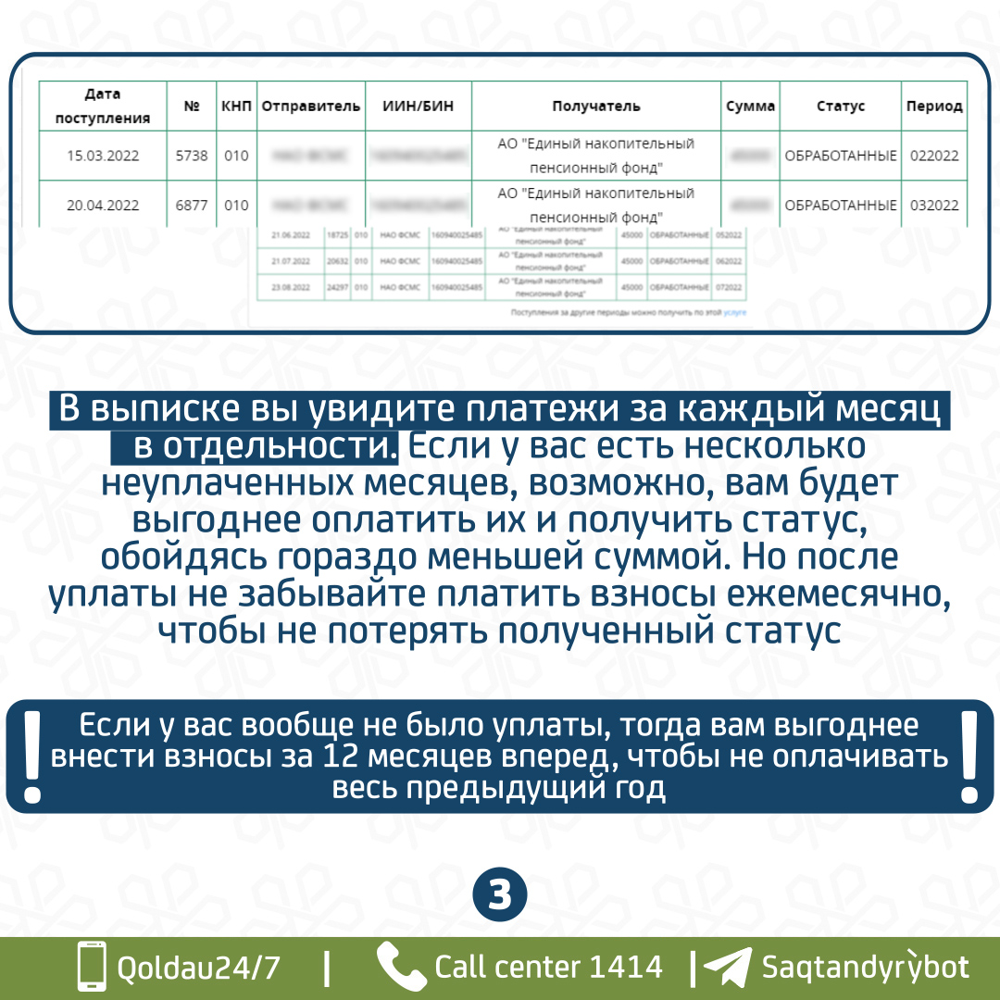 Дата поступления № КНП Отправитель ИИН/БИН Получатель Сумма Статус Период
15.03.2022 5738 010 АО "Единый накопительный пенсионный фонд" ОБРАБОТАННЫЕ 022022
20.04.2022 6877 010 АО "Единый накопительный пенсионный фонд" ОБРАБОТАННЫЕ 032022
21.06.2022 18725 010 НАО ФСМС 160940025485 АО "Единый накопительный пенсионный фонд" 45000 ОБРАБОТАННЫЕ 052022
21.07.2022 20632 010 НАО ФСМС 160940025485 АО "Единый накопительный пенсионный фонд" 45000 ОБРАБОТАННЫЕ 062022
23.08.2022 24297 010 НАО ФСМС 160940025485 АО "Единый накопительный пенсионный фонд" 45000 ОБРАБОТАННЫЕ 072022
Поступления за другие периоды можно получить по этой услуге
В выписке вы увидите платежи за каждый месяц
в отдельности. Если у вас есть несколько
неуплаченных месяцев, возможно, вам будет
выгоднее оплатить их и получить статус,
обойдясь гораздо меньшей суммой. Но после
уплаты не забывайте платить взносы ежемесячно,
чтобы не потерять полученный статус
! Если у вас вообще не было уплаты, тогда вам выгоднее !
внести взносы за 12 месяцев вперед, чтобы не оплачивать
весь предыдущий год
3
Qoldau24/7 | Call center 1414 | Saqtandyrỳbot